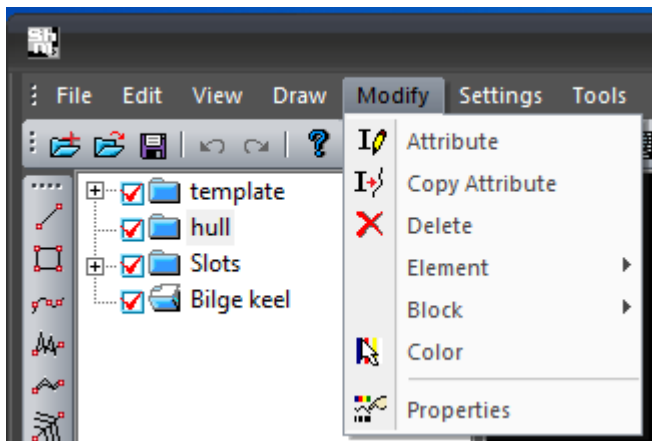 File Edit View Draw Modify Settings Tools
template
hull
Slots
Bilge keel
Attribute
Copy Attribute
Delete
Element
Block
Color
Properties